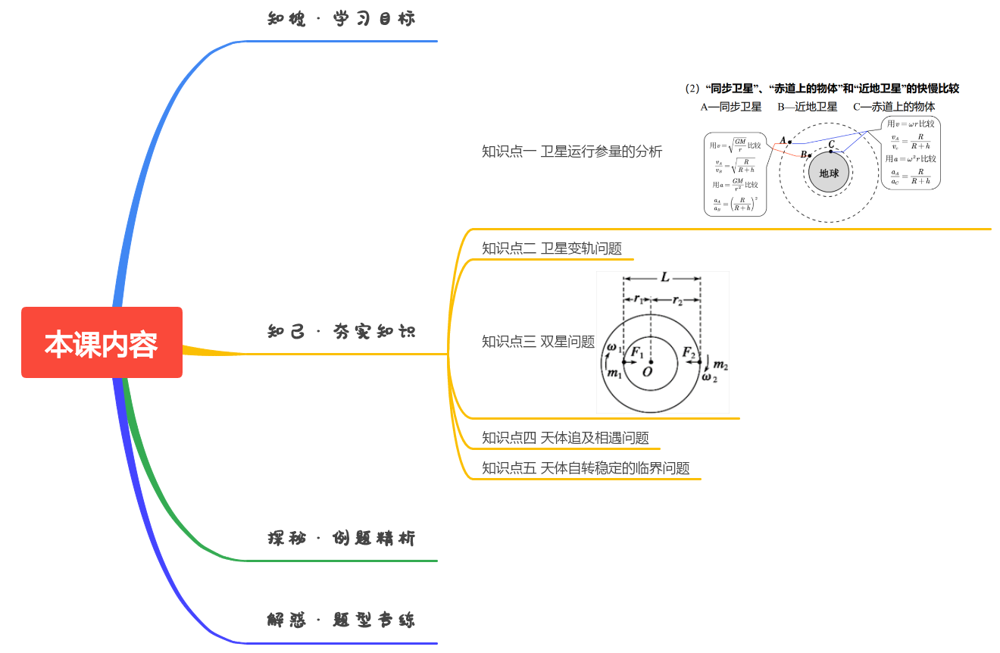 知彼·学习目标
(2)“同步卫星”、“赤道上的物体”和“近地卫星”的快慢比较
A—同步卫星 B—近地卫星 C—赤道上的物体
知识点一 卫星运行参量的分析
用v=√(GM/r)比较
v_A/v_B=√(R/(R+h))
用a=GM/r²比较
a_A/a_B=(R/(R+h))²
A
B
C
地球
用v=ωr比较
v_A/v_c=R/(R+h)
用a=ω²r比较
a_A/a_C=R/(R+h)
知识点二 卫星变轨问题
本课内容
知己·夯实知识
知识点三 双星问题
L
r₁ r₂
ω₁ F₁ F₂ m₂
m₁ O ω₂
知识点四 天体追及相遇问题
知识点五 天体自转稳定的临界问题
探秘·例题精析
解惑·题型专练